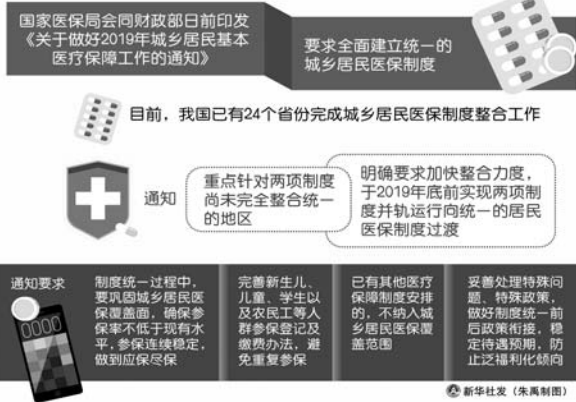 国家医保局会同财政部日前印发
《关于做好2019年城乡居民基本
医疗保障工作的通知》
要求全面建立统一的
城乡居民医保制度
目前，我国已有24个省份完成城乡居民医保制度整合工作
通知
重点针对两项制度
尚未完全整合统一
的地区
明确要求加快整合力度，
于2019年底前实现两项制
度并轨运行向统一的居民
医保制度过渡
通知要求
制度统一过程中，
要巩固城乡居民医
保覆盖面，确保参
保率不低于现有水
平，参保连续稳定，
做到应保尽保
完善新生儿、
儿童、学生以
及农民工等人
群参保登记及
缴费办法，避
免重复参保
已有其他医疗
保障制度安排
的，不纳入城
乡居民医保覆
盖范围
妥善处理特殊问
题、特殊政策，
做好制度统一前
后政策衔接，稳
定待遇预期，防
止泛福利化倾向
0000
新华社发（朱禹制图）